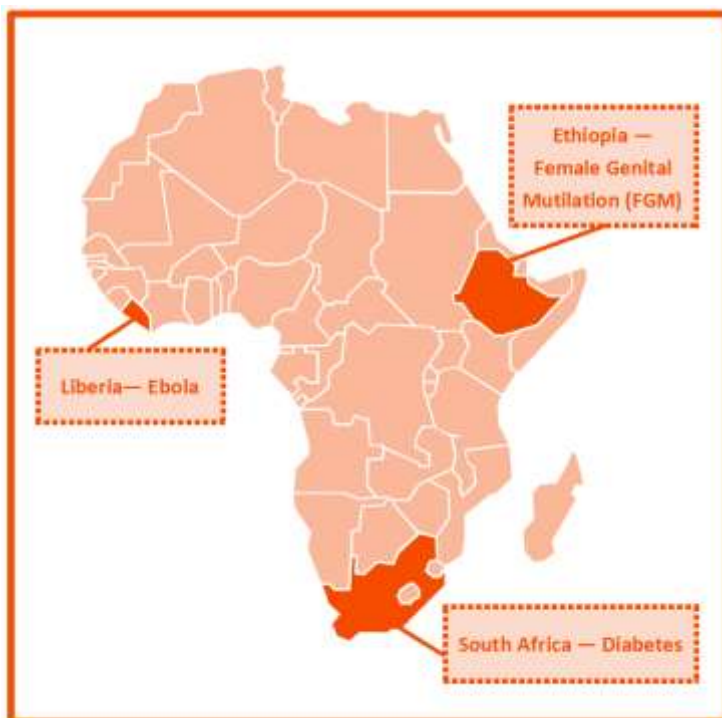 Ethiopia —
Female Genital
Mutilation (FGM)
Liberia— Ebola
South Africa — Diabetes